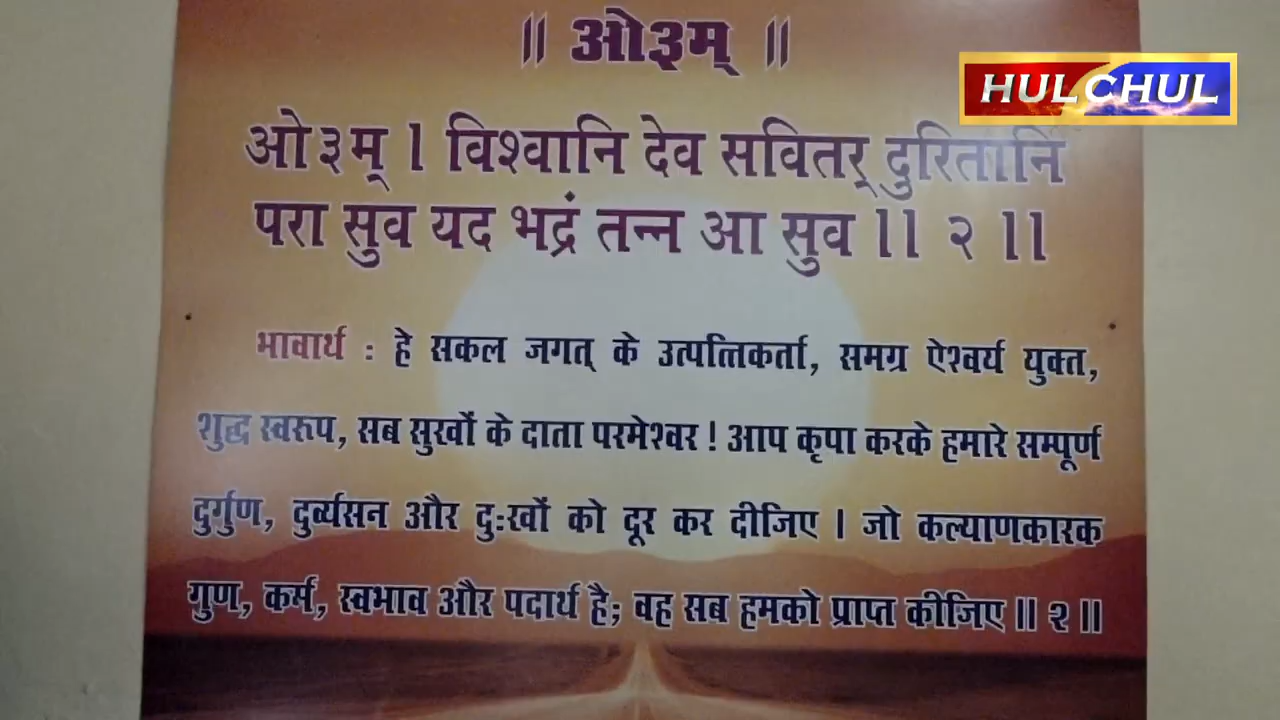 ॥ ओ३म् ॥
HULCHUL
ओ३म् । विश्वानि देव सवितर् दुरितानि
परा सुव यद भद्रं तन्न आ सुव ।। २ ।।
भावार्थ : हे सकल जगत् के उत्पत्तिकर्ता, समग्र ऐश्वर्य युक्त,
शुद्ध स्वरूप, सब सुखों के दाता परमेश्वर ! आप कृपा करके हमारे सम्पूर्ण
दुर्गुण, दुर्व्यसन और दुःखों को दूर कर दीजिए । जो कल्याणकारक
गुण, कर्म, स्वभाव और पदार्थ है; वह सब हमको प्राप्त कीजिए ॥ २ ॥